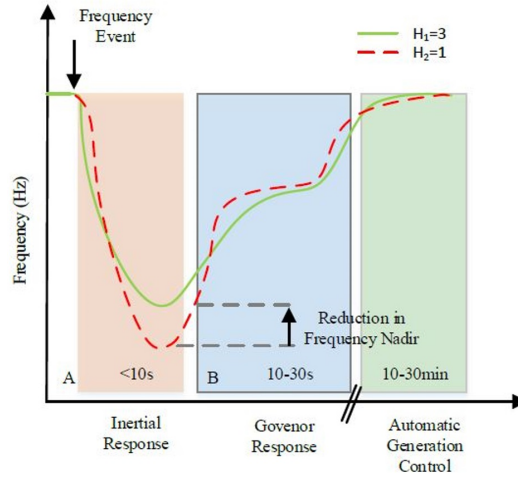 Frequency
Event
H₁=3
H₂=1
Frequency (Hz)
Reduction in
Frequency Nadir
A
<10s
B
10-30s
10-30min
Inertial
Response
Govenor
Response
Automatic
Generation
Control